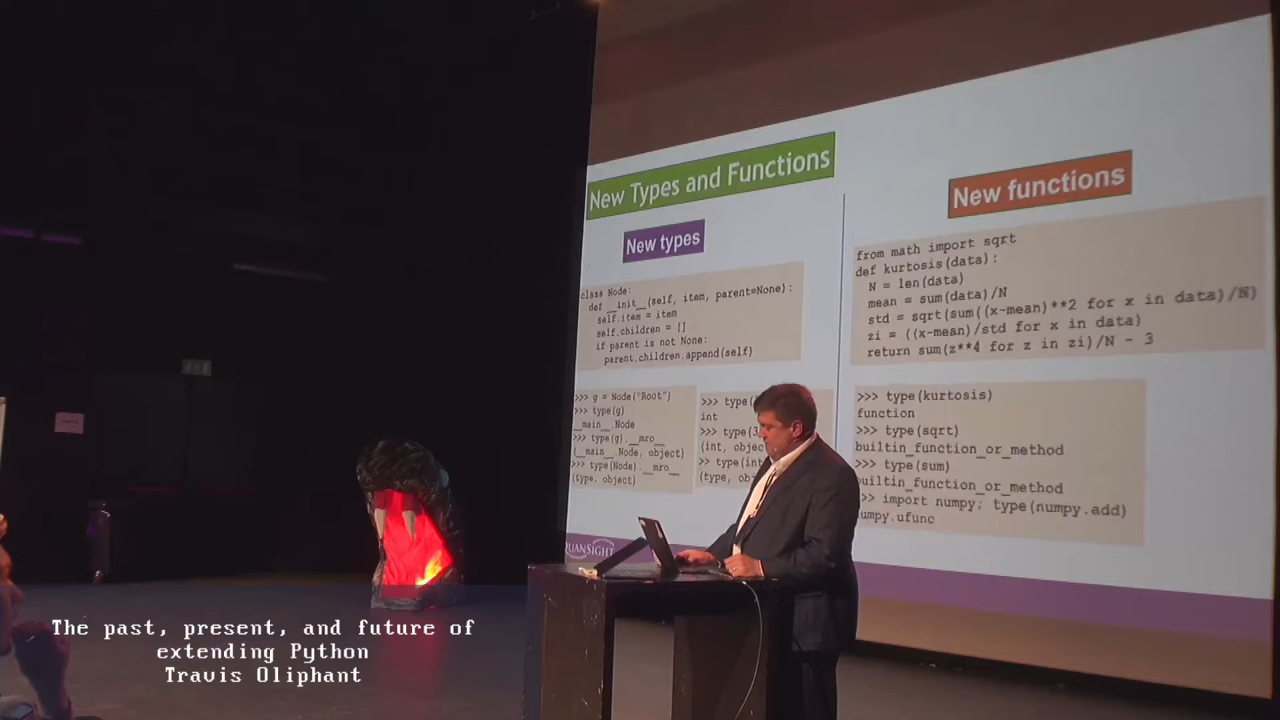 New Types and Functions
New types
class Node:
def __init__(self, item, parent=None):
self.item = item
self.children = []
if parent is not None:
parent.children.append(self)
>>> g = Node("Root")
>>> type(g)
__main__.Node
>>> type(g).__mro__
(__main__.Node, object)
>>> type(Node).__mro__
(type, object)
>>> type(
int
>>> type(3
(int, objec
>> type(int
(type, ob
New functions
from math import sqrt
def kurtosis(data):
N = len(data)
mean = sum(data)/N
std = sqrt(sum((x-mean)**2 for x in data)/N)
zi = ((x-mean)/std for x in data)
return sum(z**4 for z in zi)/N - 3
>>> type(kurtosis)
function
>>> type(sqrt)
builtin_function_or_method
>>> type(sum)
builtin_function_or_method
>> import numpy; type(numpy.add)
numpy.ufunc
QUANSIGHT
The past, present, and future of
extending Python
Travis Oliphant